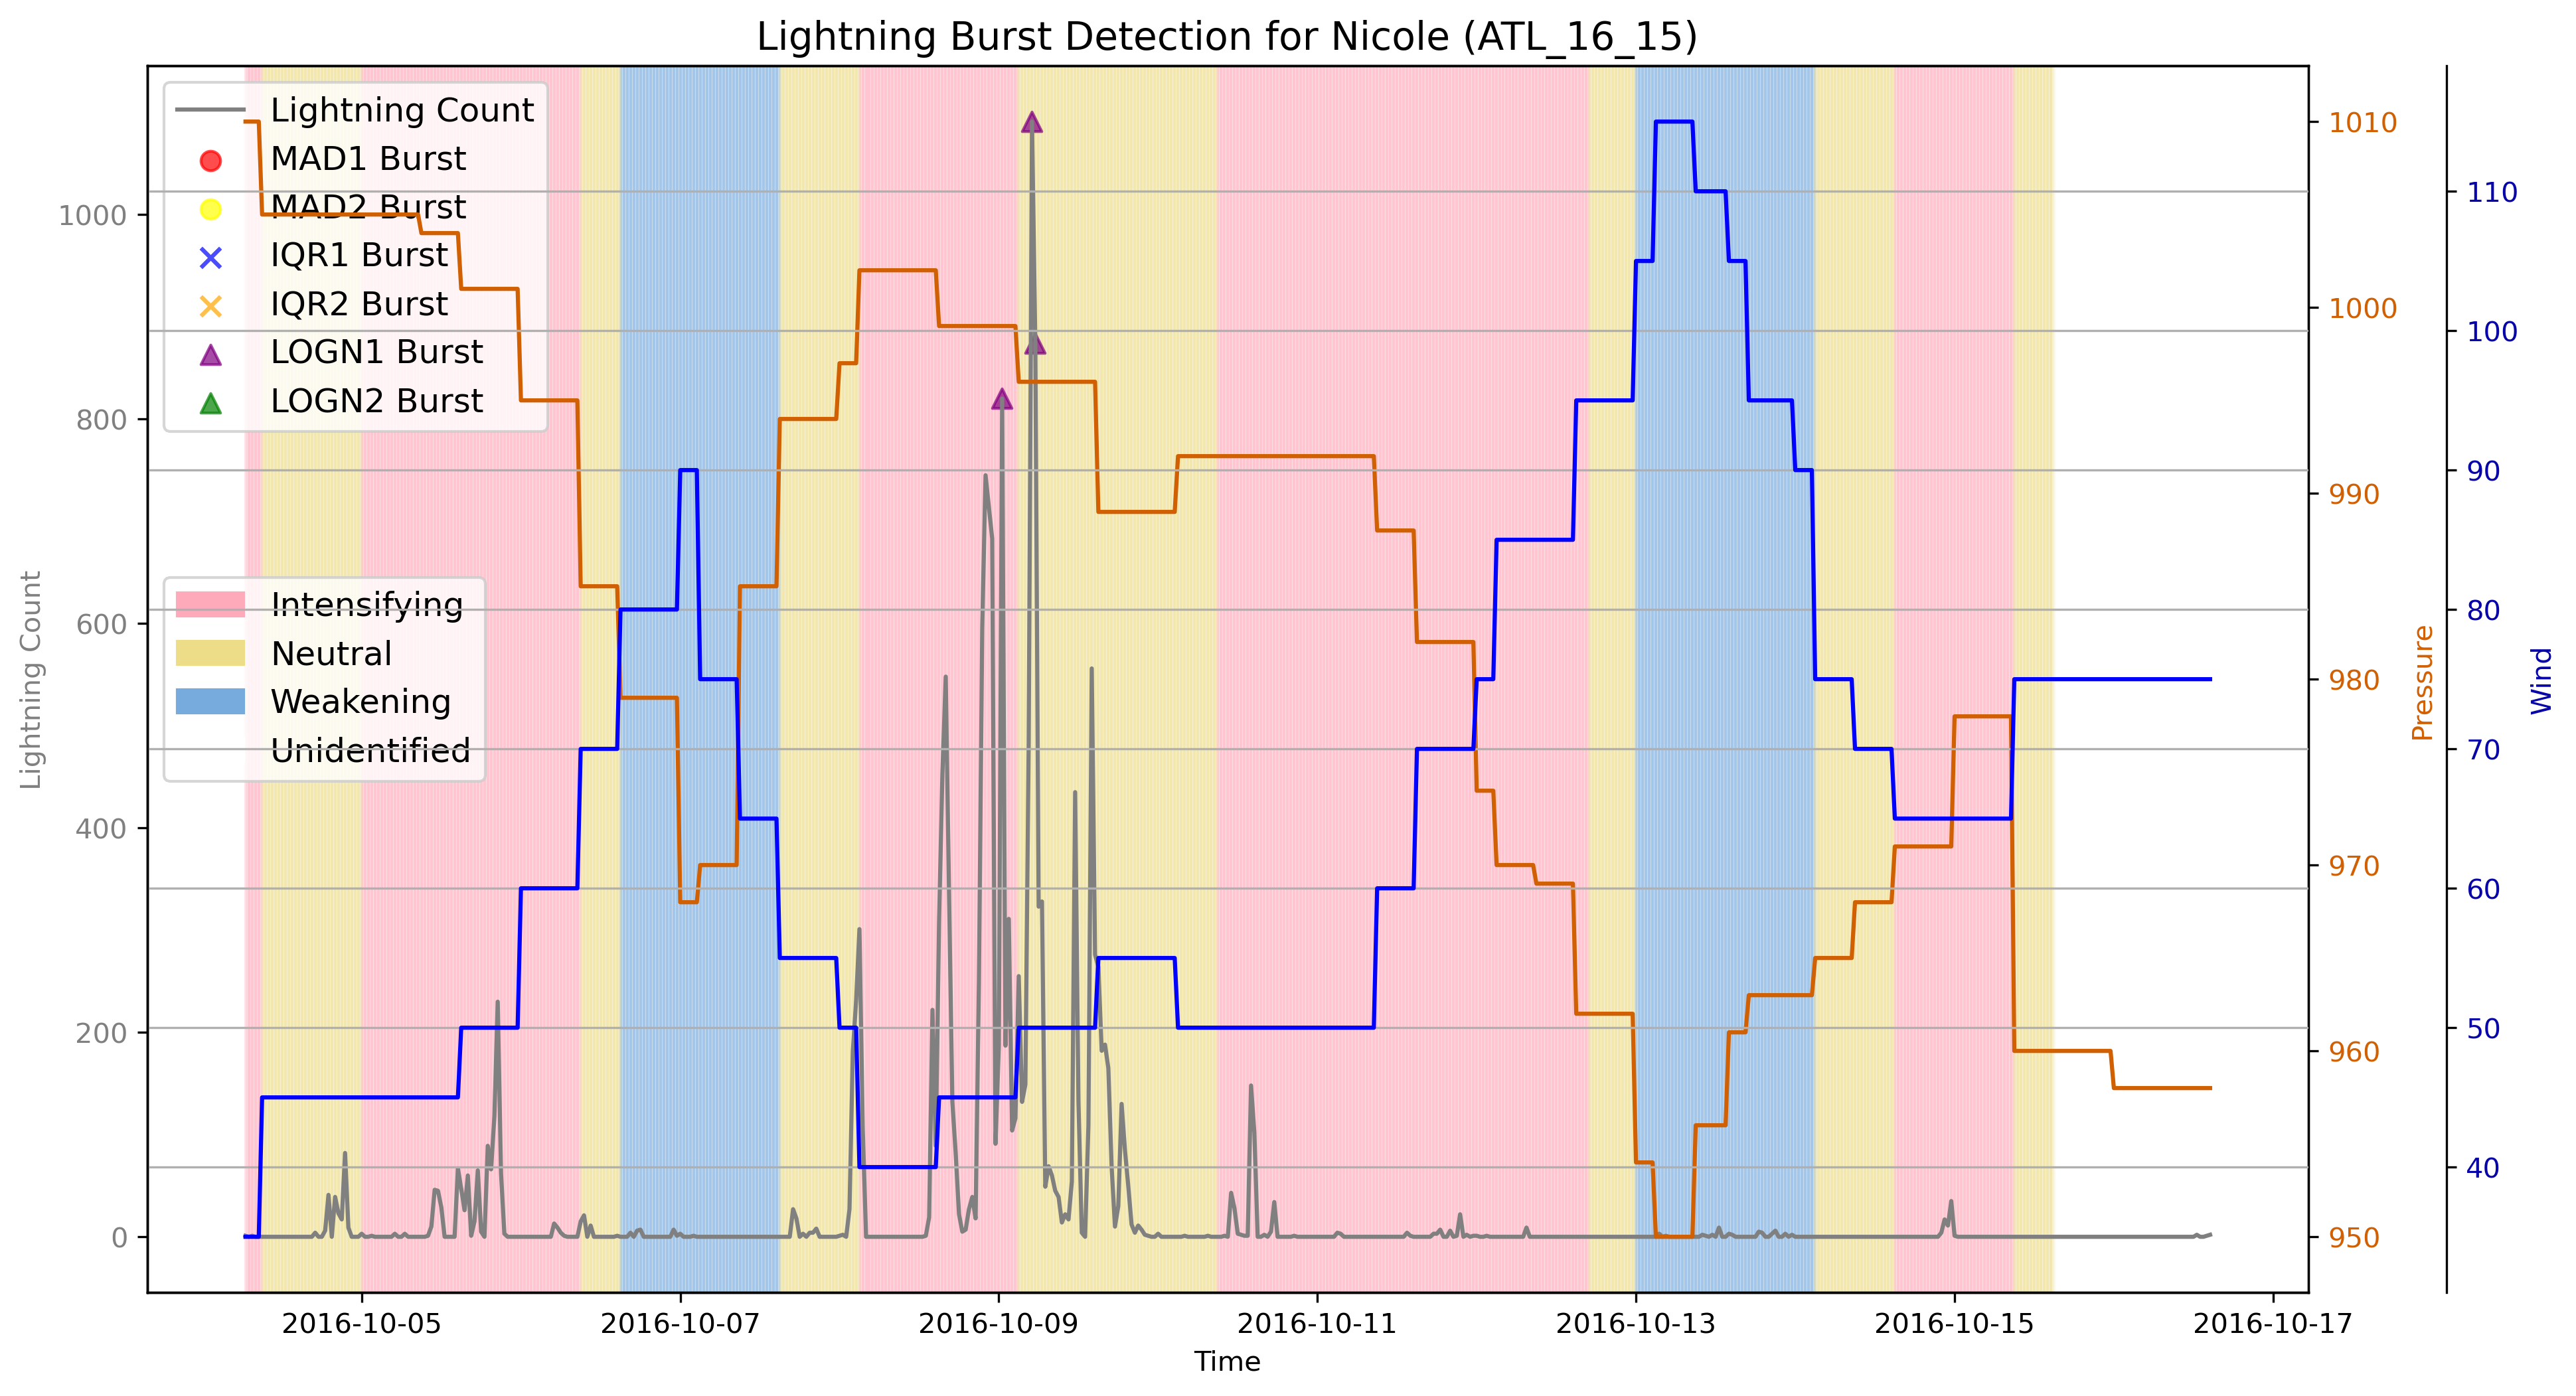 Lightning Burst Detection for Nicole (ATL_16_15)
Lightning Count
MAD1 Burst
MAD2 Burst
IQR1 Burst
IQR2 Burst
LOGN1 Burst
LOGN2 Burst
Intensifying
Neutral
Weakening
Unidentified
Lightning Count
1000
800
600
400
200
0
1010
1000
990
980
970
960
950
Pressure
110
100
90
80
70
60
50
40
Wind
2016-10-05
2016-10-07
2016-10-09
2016-10-11
2016-10-13
2016-10-15
2016-10-17
Time